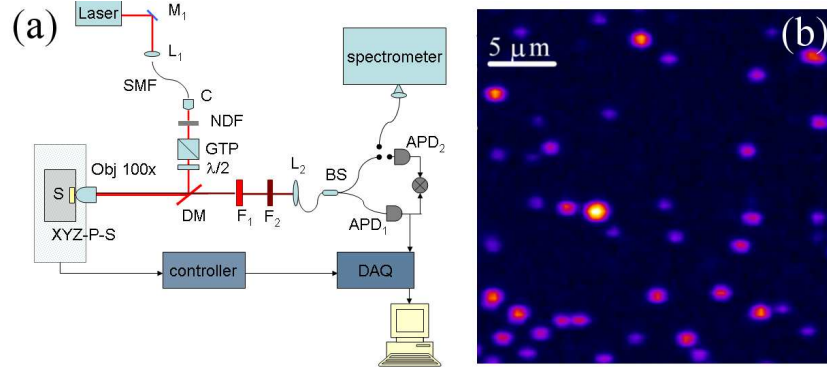 (a)
Laser
M1
L1
SMF
C
NDF
GTP
λ/2
Obj 100x
S
XYZ-P-S
DM
F1
F2
L2
BS
spectrometer
APD2
APD1
controller
DAQ
5 μm
(b)